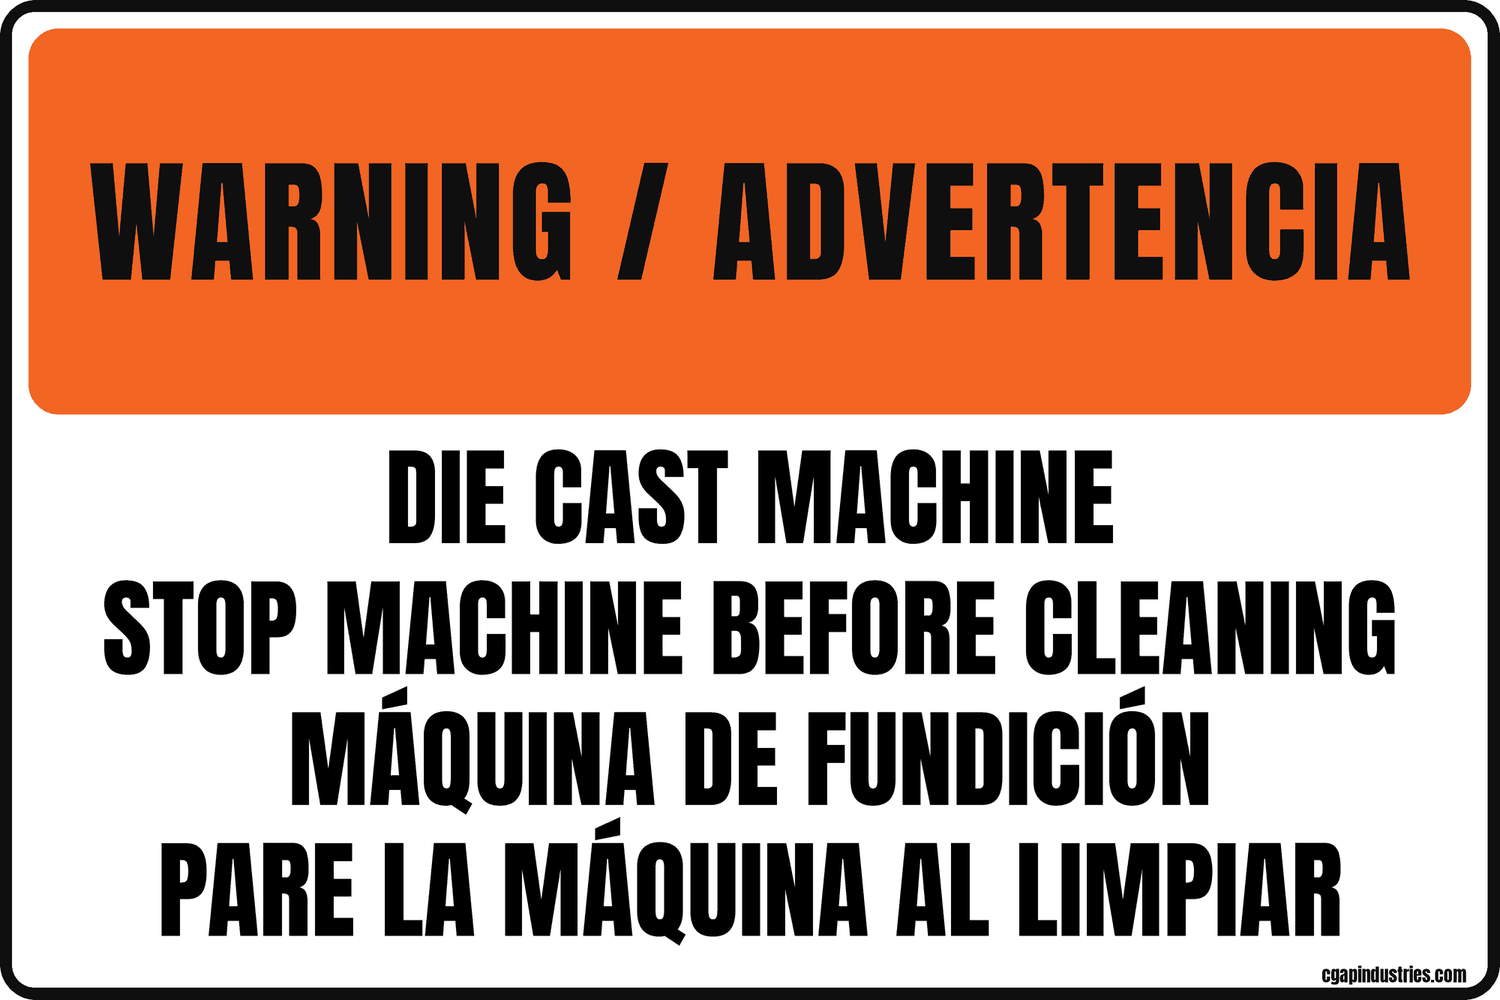 WARNING / ADVERTENCIA
DIE CAST MACHINE
STOP MACHINE BEFORE CLEANING
MÁQUINA DE FUNDICIÓN
PARE LA MÁQUINA AL LIMPIAR
cgapindustries.com